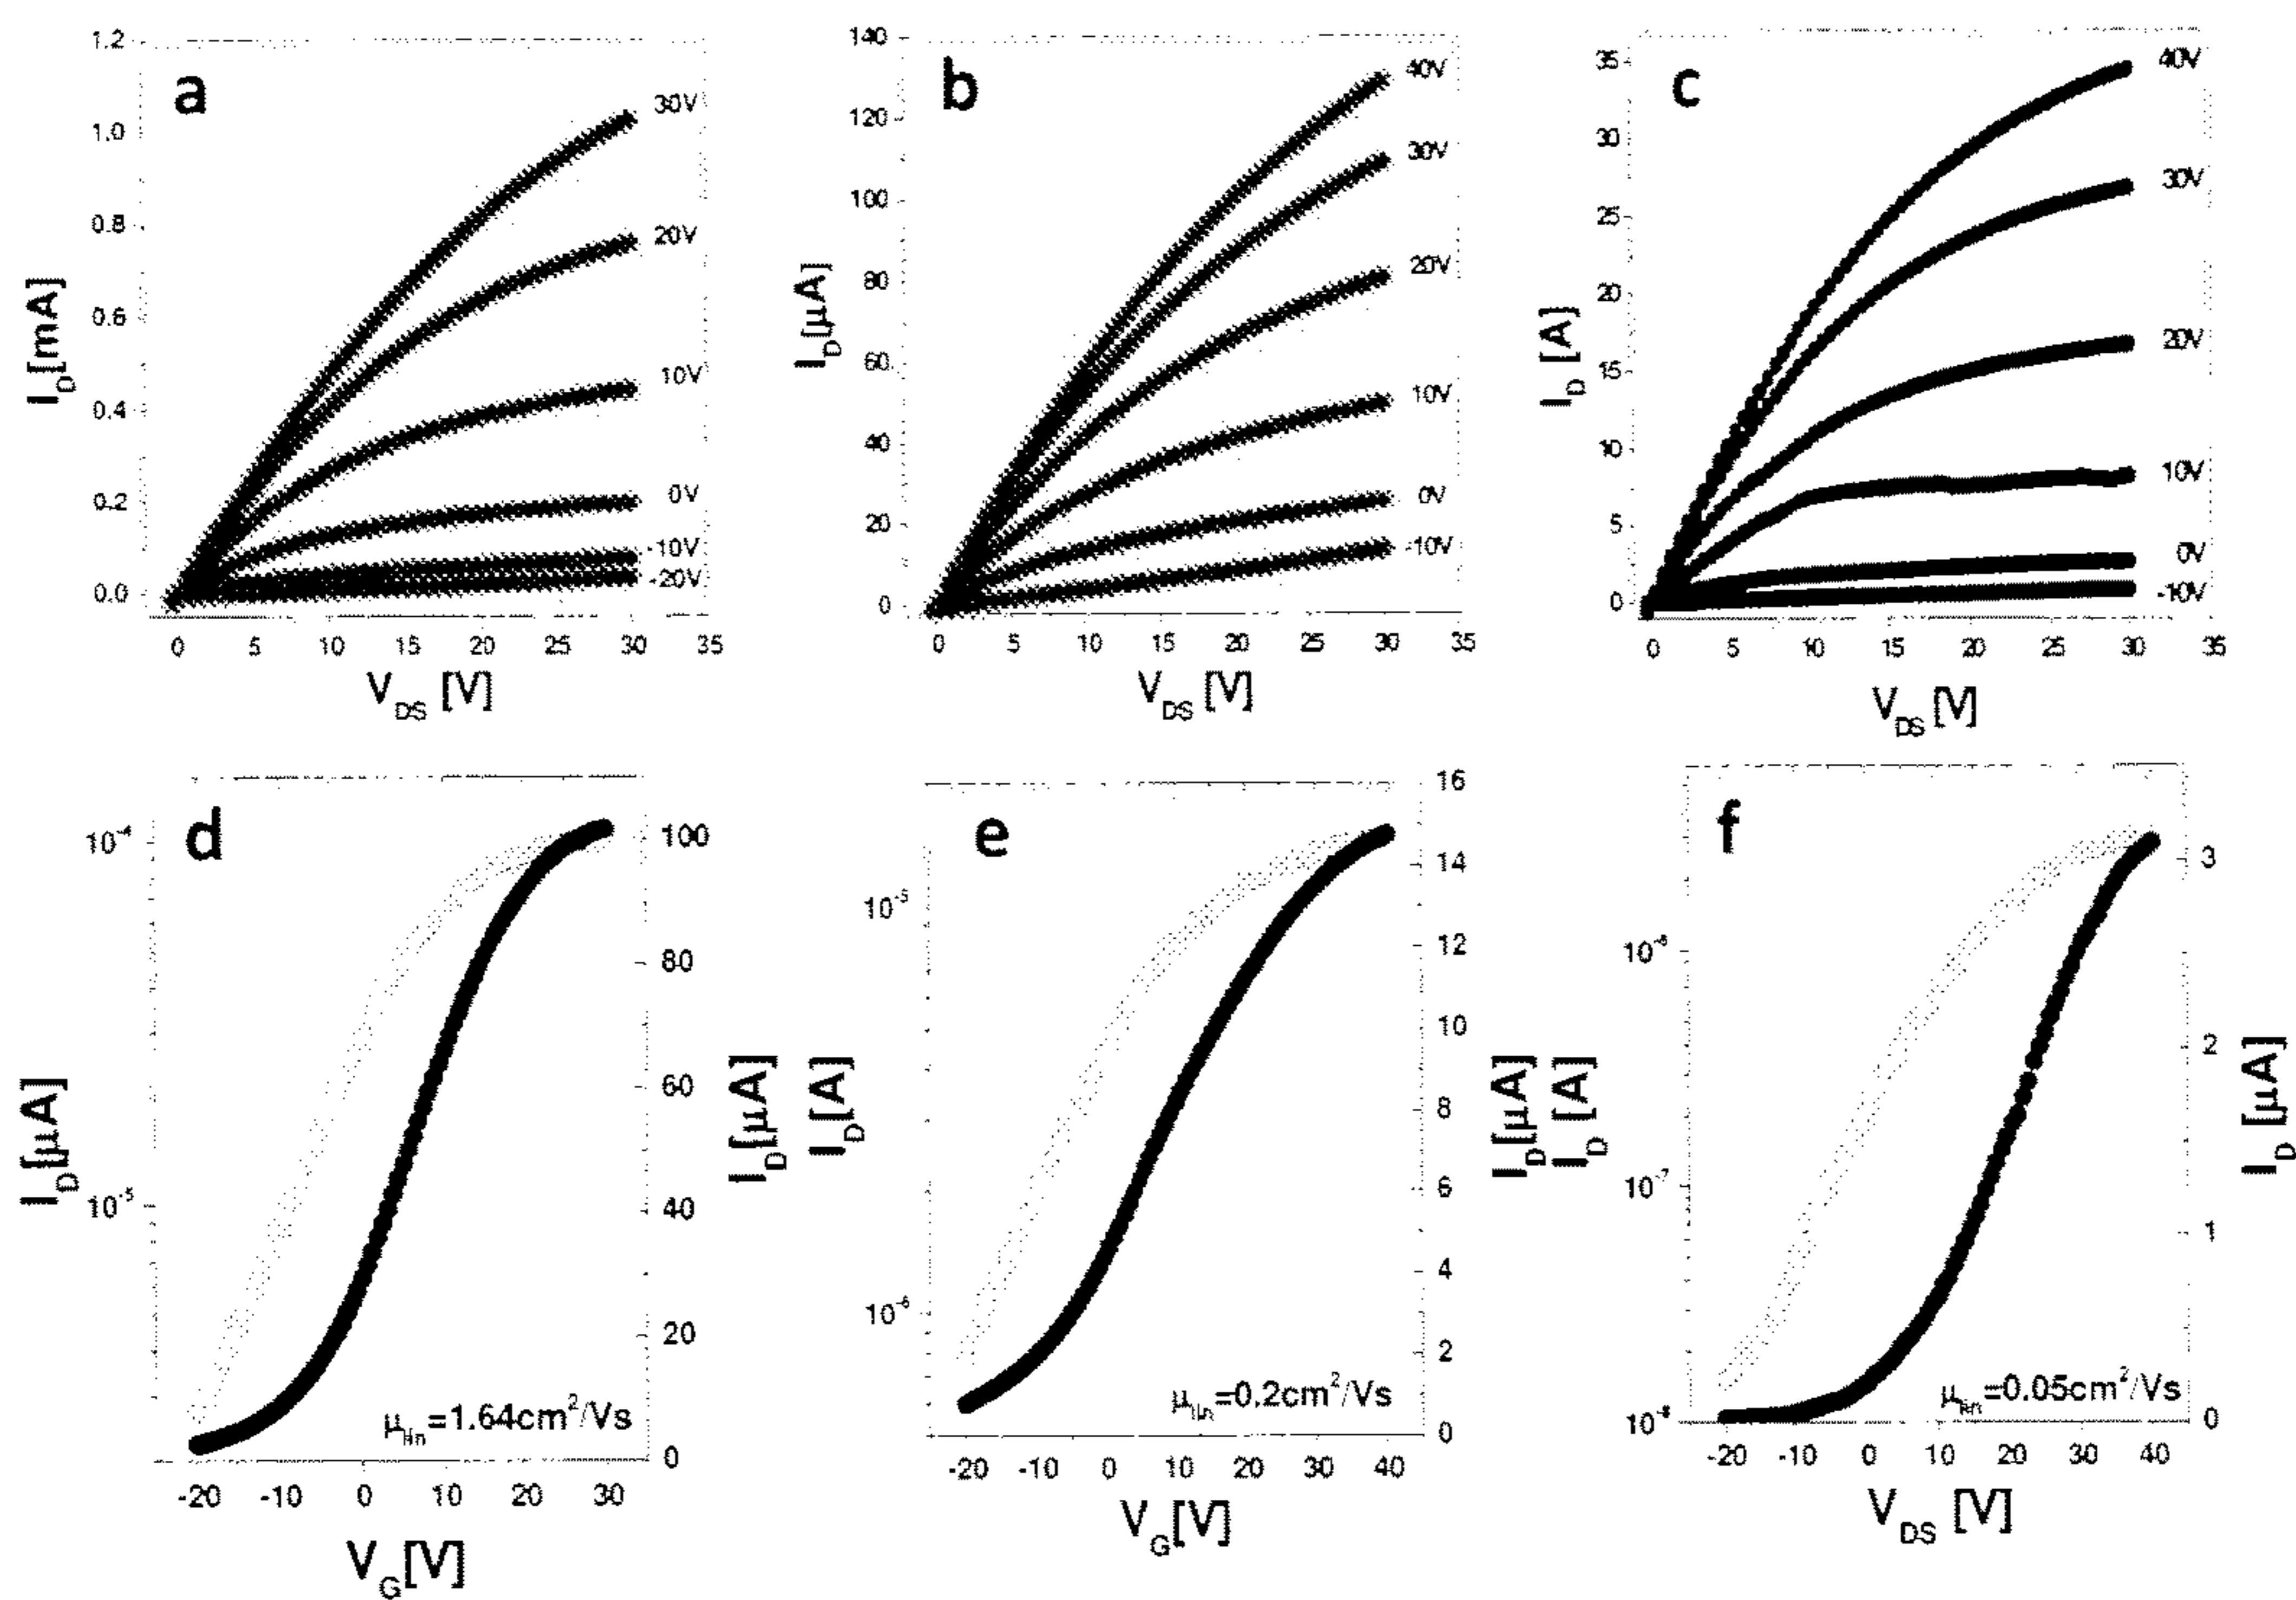 a
1.2
1.0
0.8
0.6
0.4
0.2
0.0
I_D[mA]
30V
20V
10V
0V
-10V
-20V
0 5 10 15 20 25 30 35
V_DS [V]
b
140
120
100
80
60
40
20
0
I_D[μA]
40V
30V
20V
10V
0V
-10V
0 5 10 15 20 25 30 35
V_DS [V]
c
35
30
25
20
15
10
5
0
I_D [A]
40V
30V
20V
10V
0V
-10V
0 5 10 15 20 25 30 35
V_DS [V]
d
10^-4
10^-5
I_D[μA]
100
80
60
40
20
0
I_D[μA]
μ_lin=1.64cm^2/Vs
-20 -10 0 10 20 30
V_G[V]
e
10^-5
10^-6
I_D[A]
16
14
12
10
8
6
4
2
0
I_D[μA]
μ_lin=0.2cm^2/Vs
-20 -10 0 10 20 30 40
V_G[V]
f
10^-7
I_D [A]
3
2
1
0
I_D [μA]
μ_lin=0.05cm^2/Vs
-20 -10 0 10 20 30 40
V_DS [V]